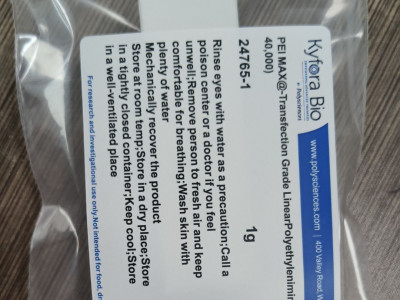 Kyfora Bio
a Polysciences
www.polysciences.com | 400 Valley Road, W
PEI MAX@-Transfection Grade LinearPolyethylenimin
40,000)
24765-1
1g
Rinse eyes with water as a precaution;Call a
poison center or a doctor if you feel
unwell;Remove person to fresh air and keep
comfortable for breathing;Wash skin with
plenty of water
Mechanically recover the product
Store at room temp;Store in a dry place;Store
in a tightly closed container;Keep cool;Store
in a well-ventilated place
For research and investigational use only.Not intended for food, dr